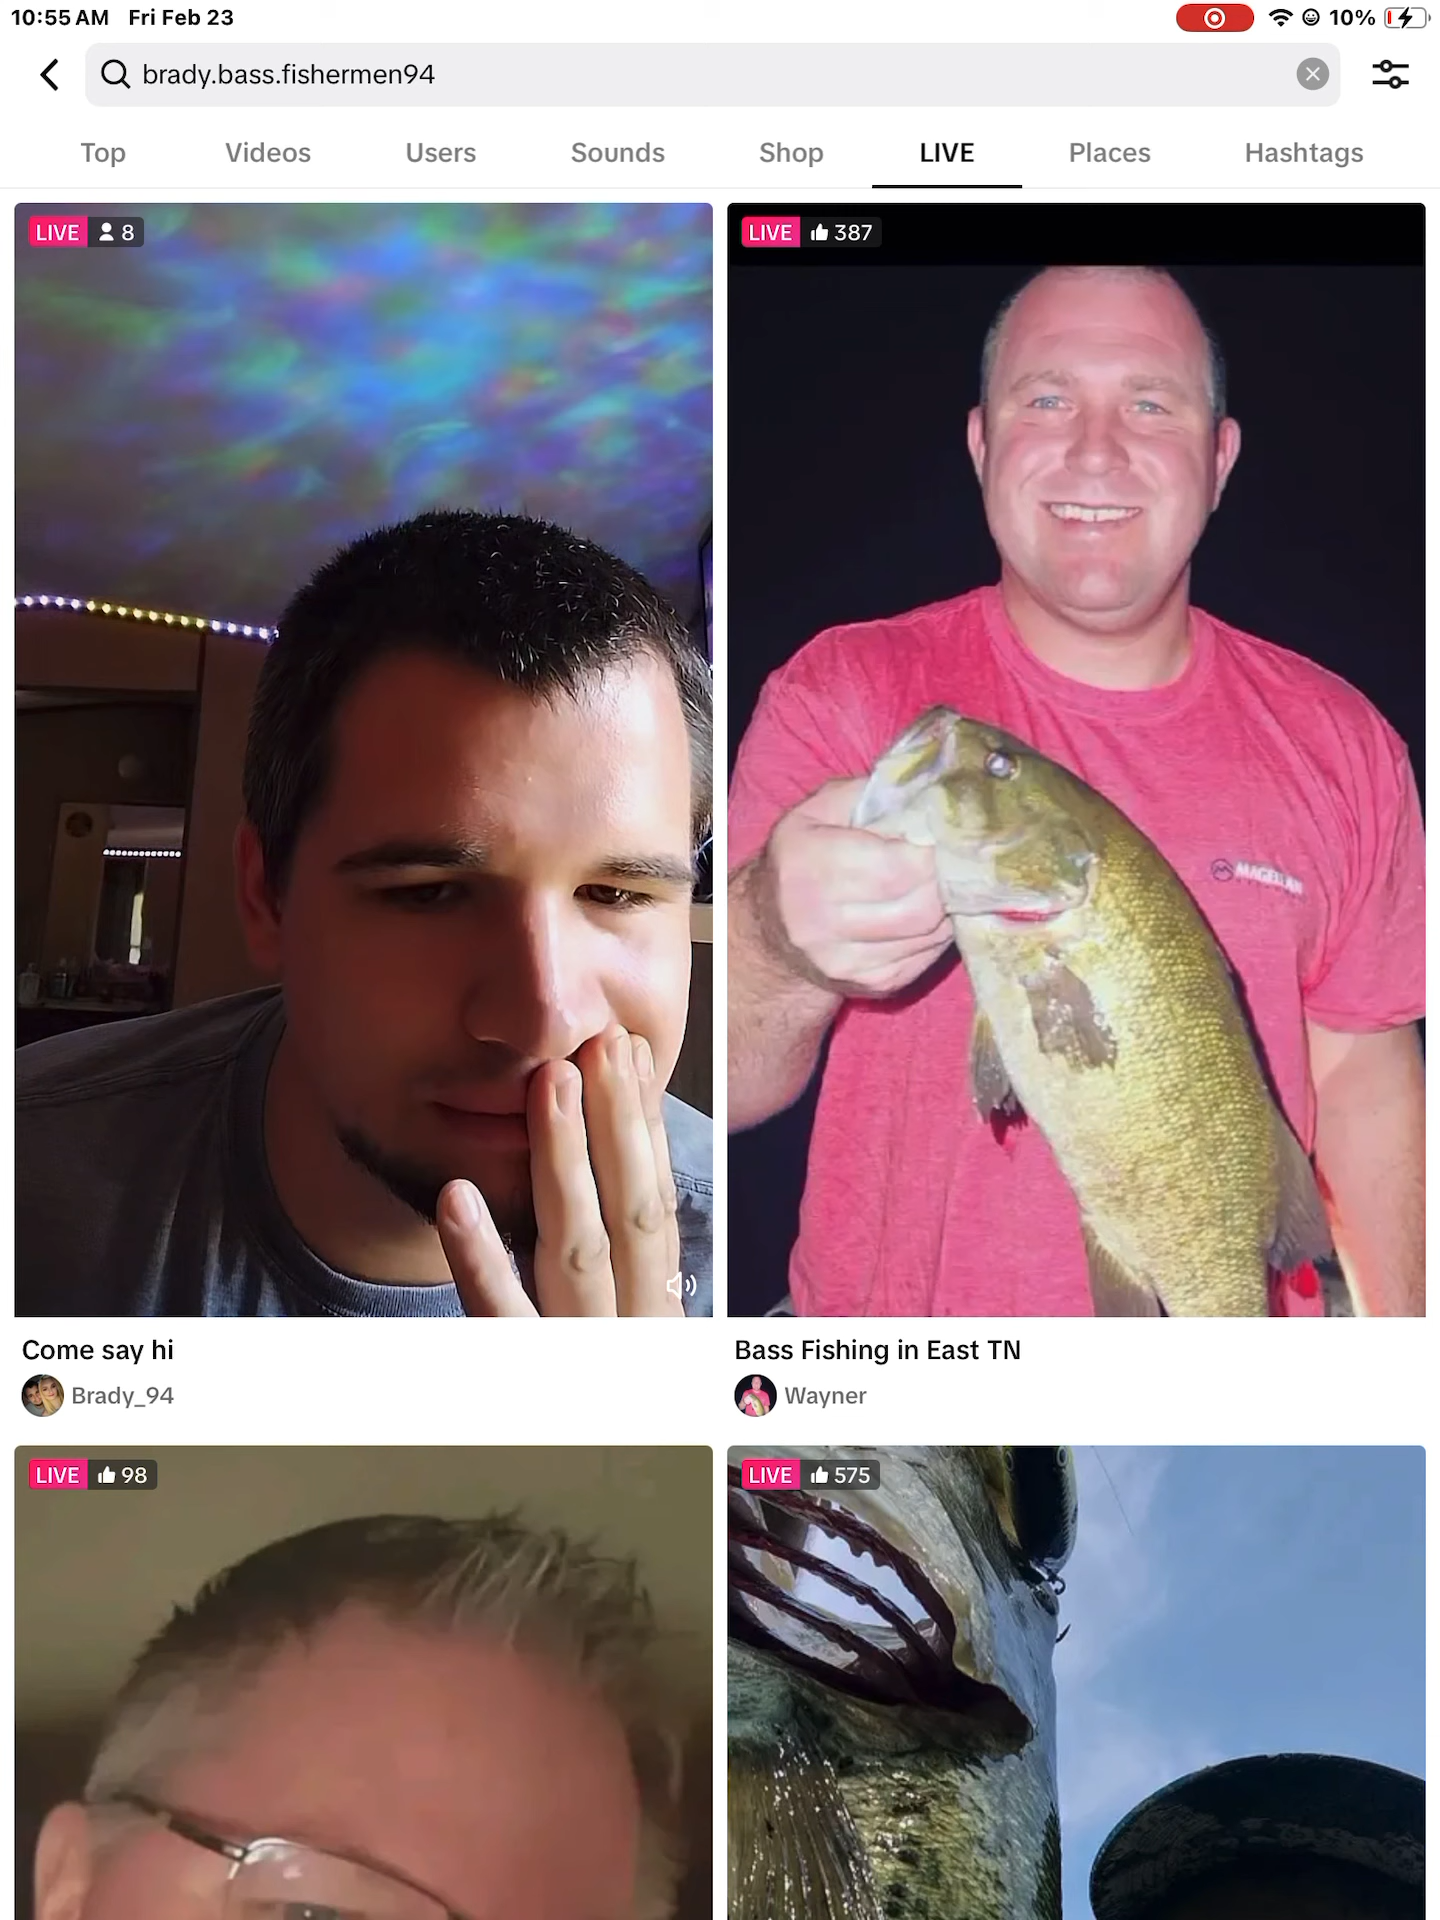 10:55 AM Fri Feb 23
10%
brady.bass.fishermen94
Top Videos Users Sounds Shop LIVE Places Hashtags
LIVE 8
LIVE 387
MAGELLAN
Come say hi
Brady_94
Bass Fishing in East TN
Wayner
LIVE 98
LIVE 575